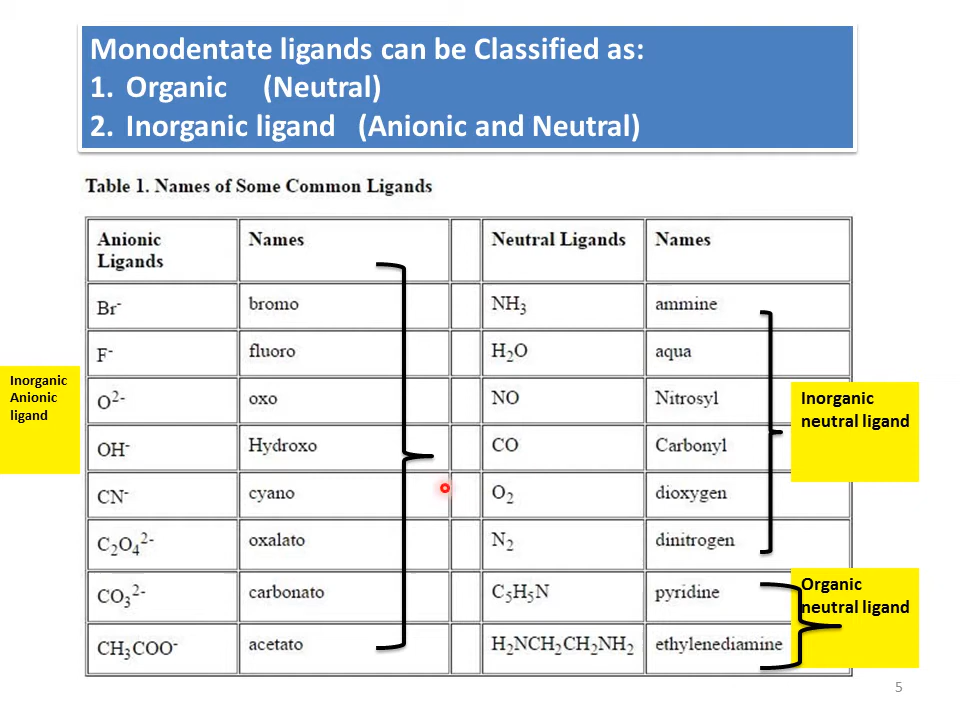 Monodentate ligands can be Classified as:
1. Organic (Neutral)
2. Inorganic ligand (Anionic and Neutral)
Table 1. Names of Some Common Ligands
Anionic Ligands Names Neutral Ligands Names
Br⁻ bromo NH₃ ammine
F⁻ fluoro H₂O aqua
O²⁻ oxo NO Nitrosyl
OH⁻ Hydroxo CO Carbonyl
CN⁻ cyano O₂ dioxygen
C₂O₄²⁻ oxalato N₂ dinitrogen
CO₃²⁻ carbonato C₅H₅N pyridine
CH₃COO⁻ acetato H₂NCH₂CH₂NH₂ ethylenediamine
Inorganic
Anionic
ligand
Inorganic
neutral ligand
Organic
neutral ligand
5